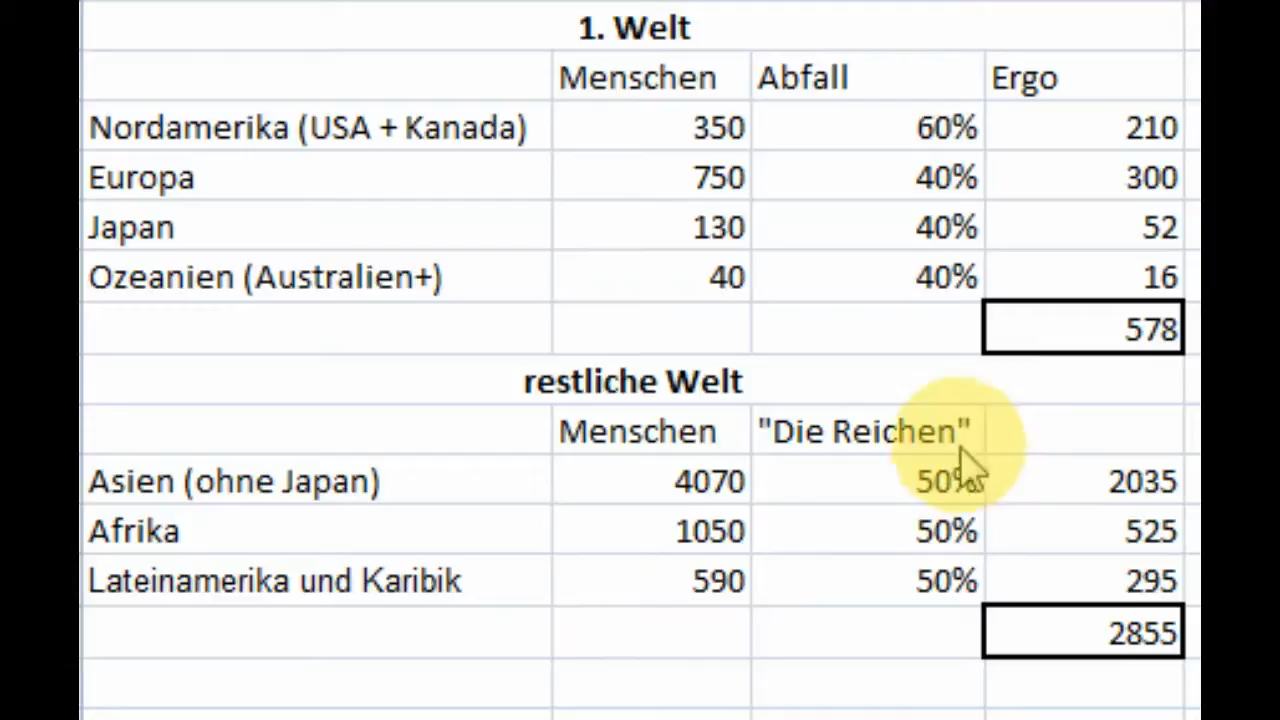 1. Welt
Menschen Abfall Ergo
Nordamerika (USA + Kanada) 350 60% 210
Europa 750 40% 300
Japan 130 40% 52
Ozeanien (Australien+) 40 40% 16
578
restliche Welt
Menschen "Die Reichen"
Asien (ohne Japan) 4070 50% 2035
Afrika 1050 50% 525
Lateinamerika und Karibik 590 50% 295
2855